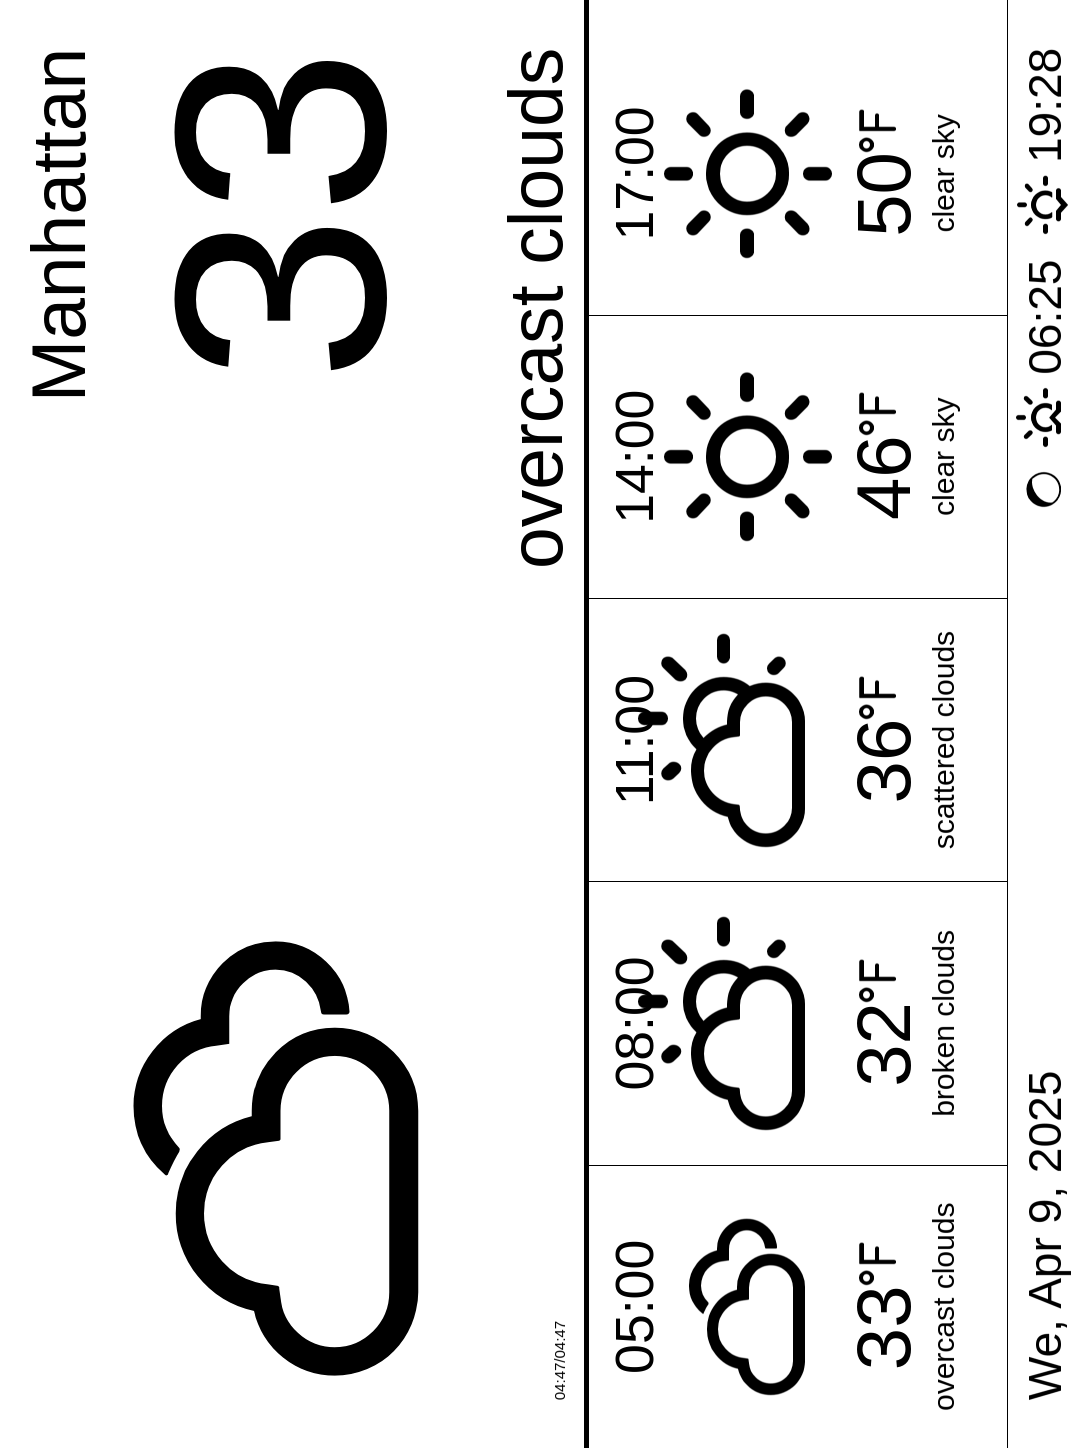 Manhattan
33
overcast clouds
04:47/04:47
05:00
33°F
overcast clouds
08:00
32°F
broken clouds
11:00
36°F
scattered clouds
14:00
46°F
clear sky
17:00
50°F
clear sky
We, Apr 9, 2025
06:25
19:28